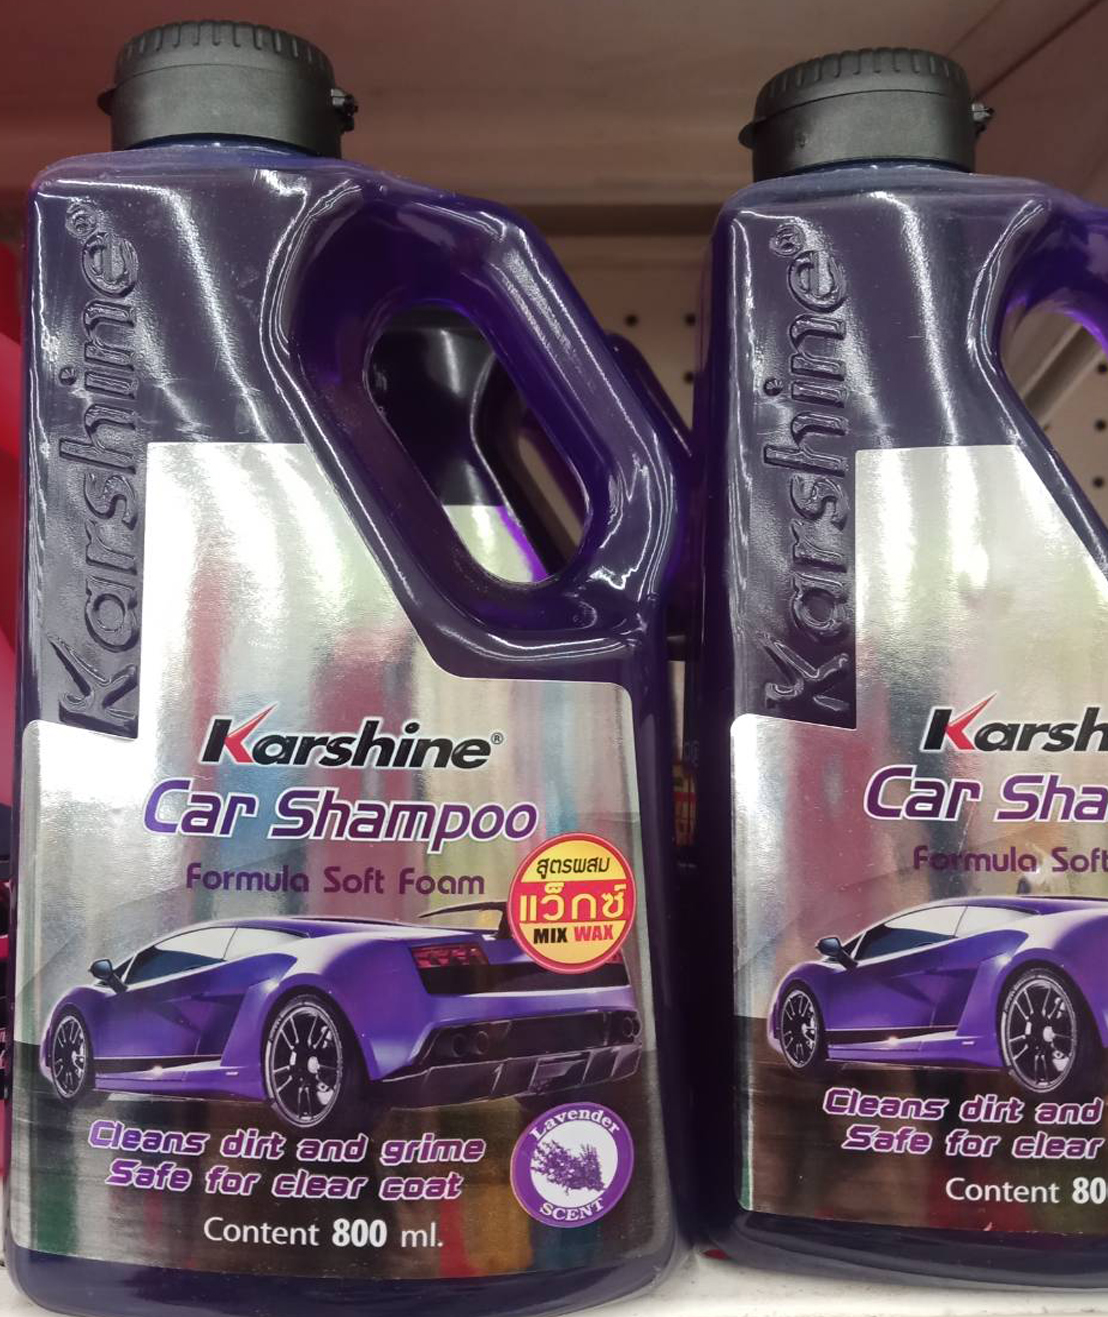 Karshine®
Karshine®
Car Shampoo
Formula Soft Foam
สูตรผสม
แว็กซ์
MIX WAX
Cleans dirt and grime
Safe for clear coat
Lavender
SCENT
Content 800 ml.
Karshine®
Karsh
Car Sha
Formula Soft
Cleans dirt and
Safe for clear
Content 80